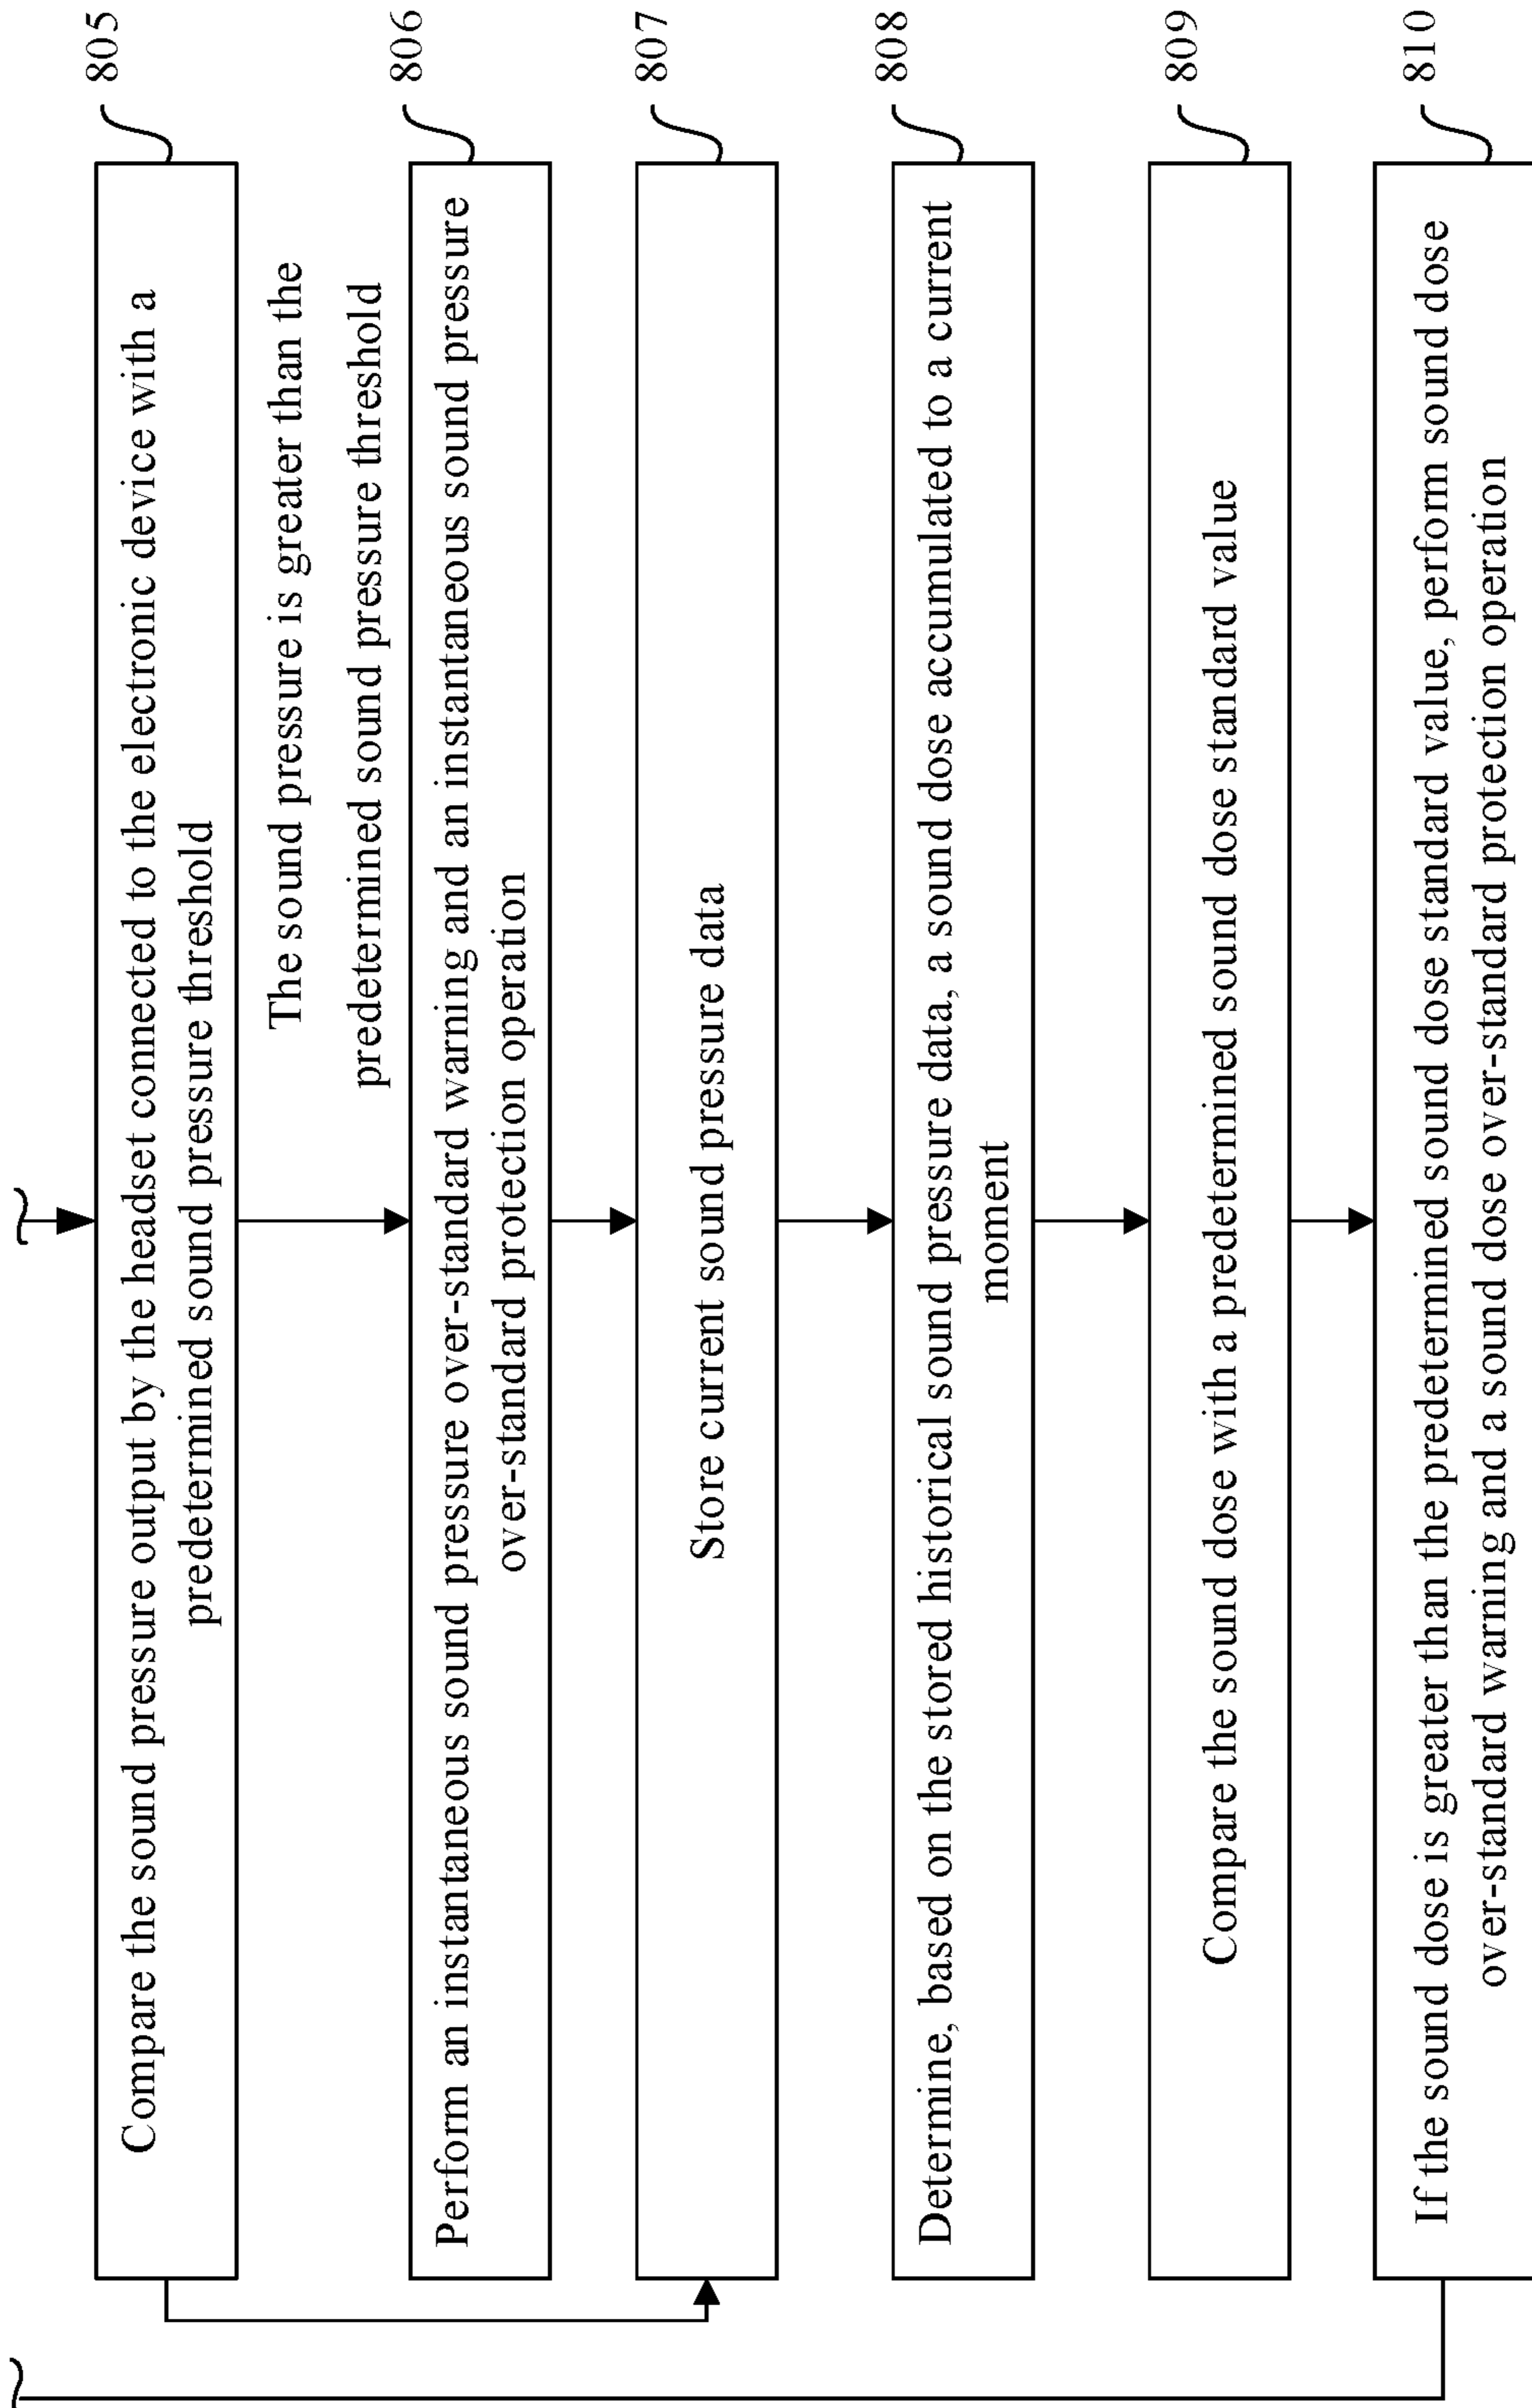 Compare the sound pressure output by the headset connected to the electronic device with a
predetermined sound pressure threshold
805
The sound pressure is greater than the
predetermined sound pressure threshold
Perform an instantaneous sound pressure over-standard warning and an instantaneous sound pressure
over-standard protection operation
806
Store current sound pressure data
807
Determine, based on the stored historical sound pressure data, a sound dose accumulated to a current
moment
808
Compare the sound dose with a predetermined sound dose standard value
809
If the sound dose is greater than the predetermined sound dose standard value, perform sound dose
over-standard warning and a sound dose over-standard protection operation
810